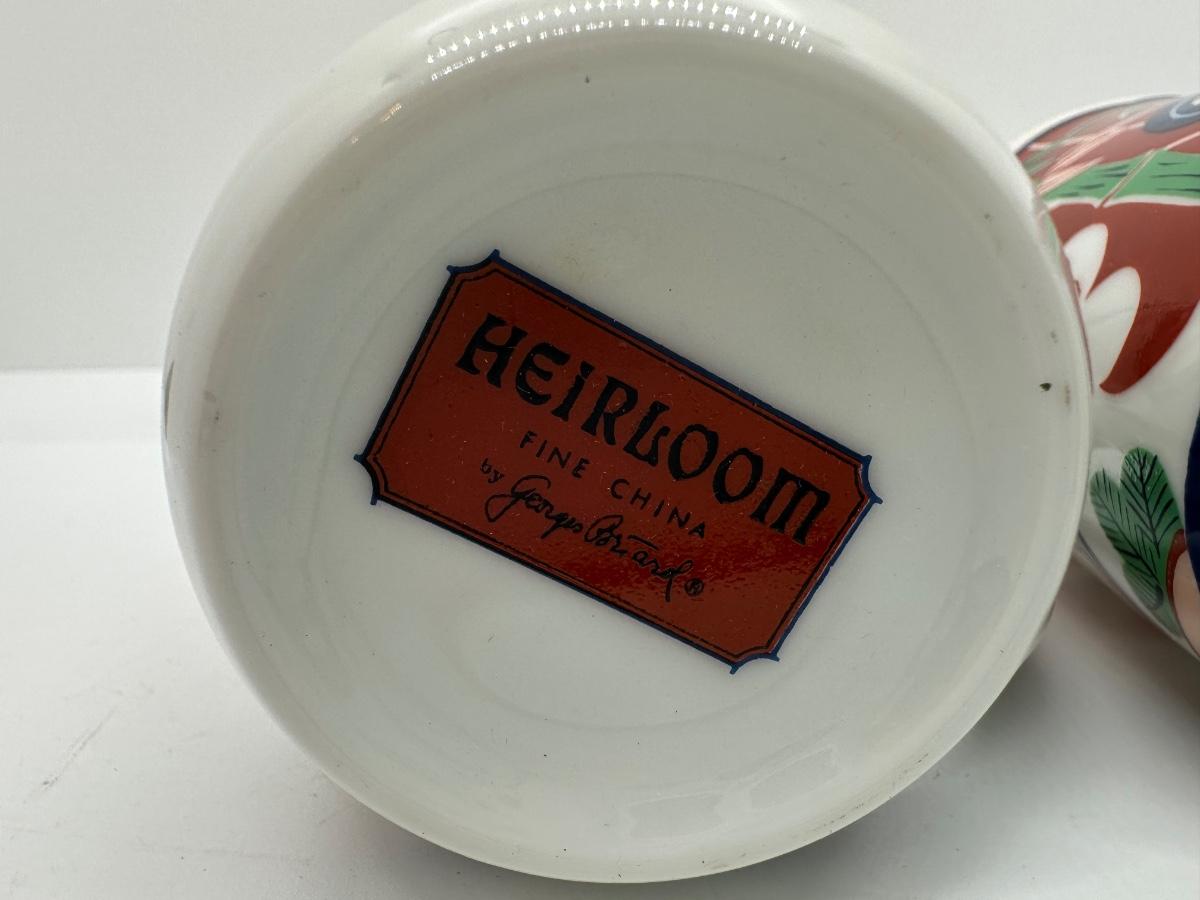 HEiRLOOM
FINE CHINA
by Georges Briard®